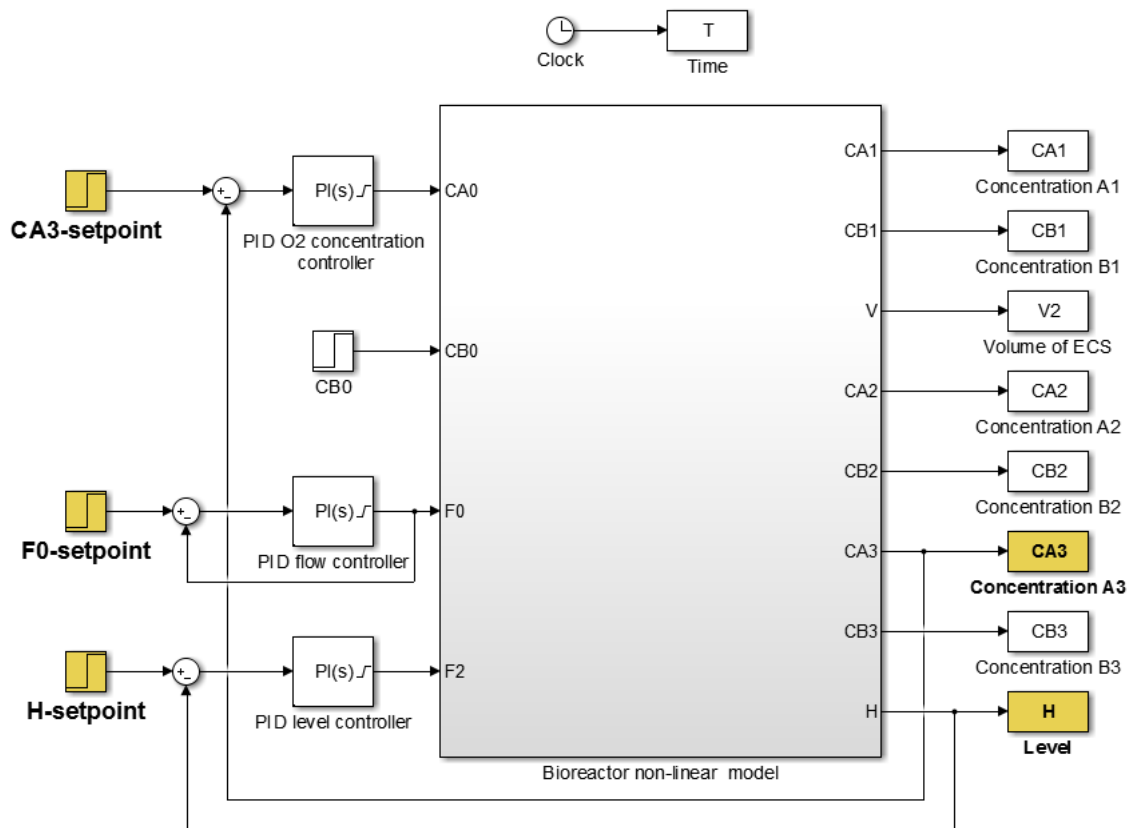 T
Clock
Time
CA3-setpoint
+
-
PI(s)
PID O2 concentration
controller
CA0
CB0
CB0
F0-setpoint
+
-
PI(s)
PID flow controller
F0
H-setpoint
+
-
PI(s)
PID level controller
F2
CA1
CB1
V
CA2
CB2
CA3
CB3
H
Bioreactor non-linear model
CA1
Concentration A1
CB1
Concentration B1
V2
Volume of ECS
CA2
Concentration A2
CB2
Concentration B2
CA3
Concentration A3
CB3
Concentration B3
H
Level